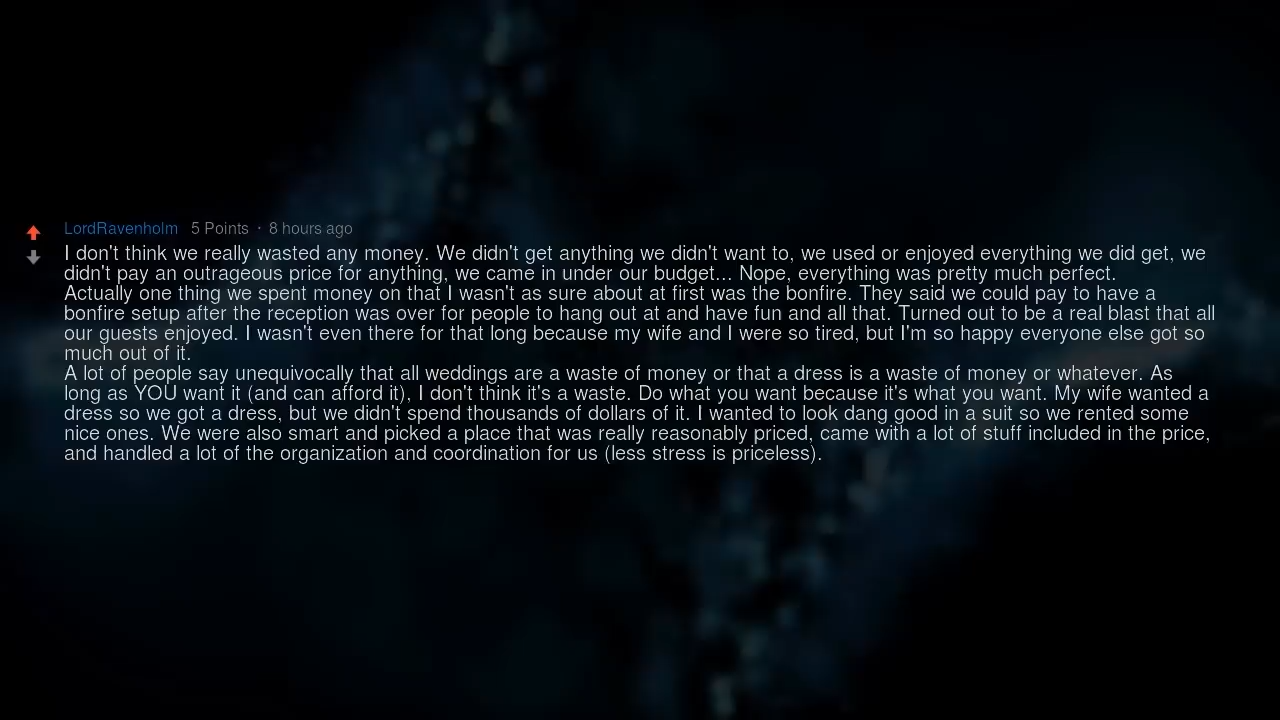 LordRavenholm 5 Points · 8 hours ago
I don't think we really wasted any money. We didn't get anything we didn't want to, we used or enjoyed everything we did get, we
didn't pay an outrageous price for anything, we came in under our budget... Nope, everything was pretty much perfect.
Actually one thing we spent money on that I wasn't as sure about at first was the bonfire. They said we could pay to have a
bonfire setup after the reception was over for people to hang out at and have fun and all that. Turned out to be a real blast that all
our guests enjoyed. I wasn't even there for that long because my wife and I were so tired, but I'm so happy everyone else got so
much out of it.
A lot of people say unequivocally that all weddings are a waste of money or that a dress is a waste of money or whatever. As
long as YOU want it (and can afford it), I don't think it's a waste. Do what you want because it's what you want. My wife wanted a
dress so we got a dress, but we didn't spend thousands of dollars of it. I wanted to look dang good in a suit so we rented some
nice ones. We were also smart and picked a place that was really reasonably priced, came with a lot of stuff included in the price,
and handled a lot of the organization and coordination for us (less stress is priceless).